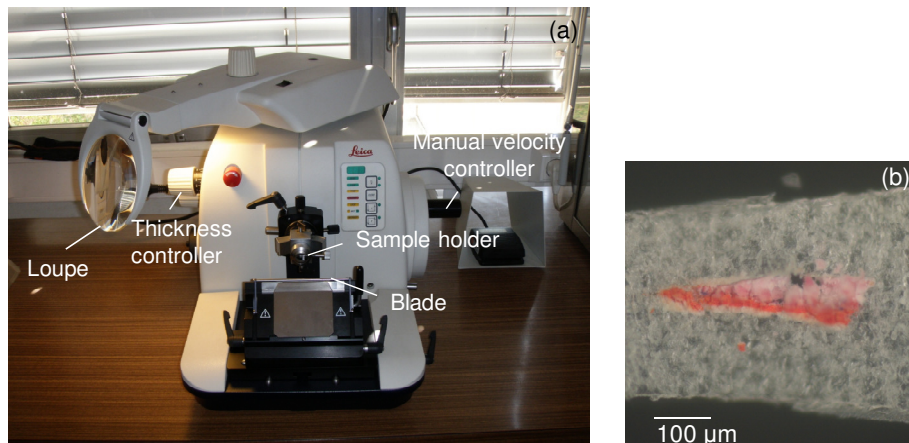 (a)
Leica
Manual velocity
controller
Thickness
controller
Sample holder
Loupe
Blade
(b)
100 µm